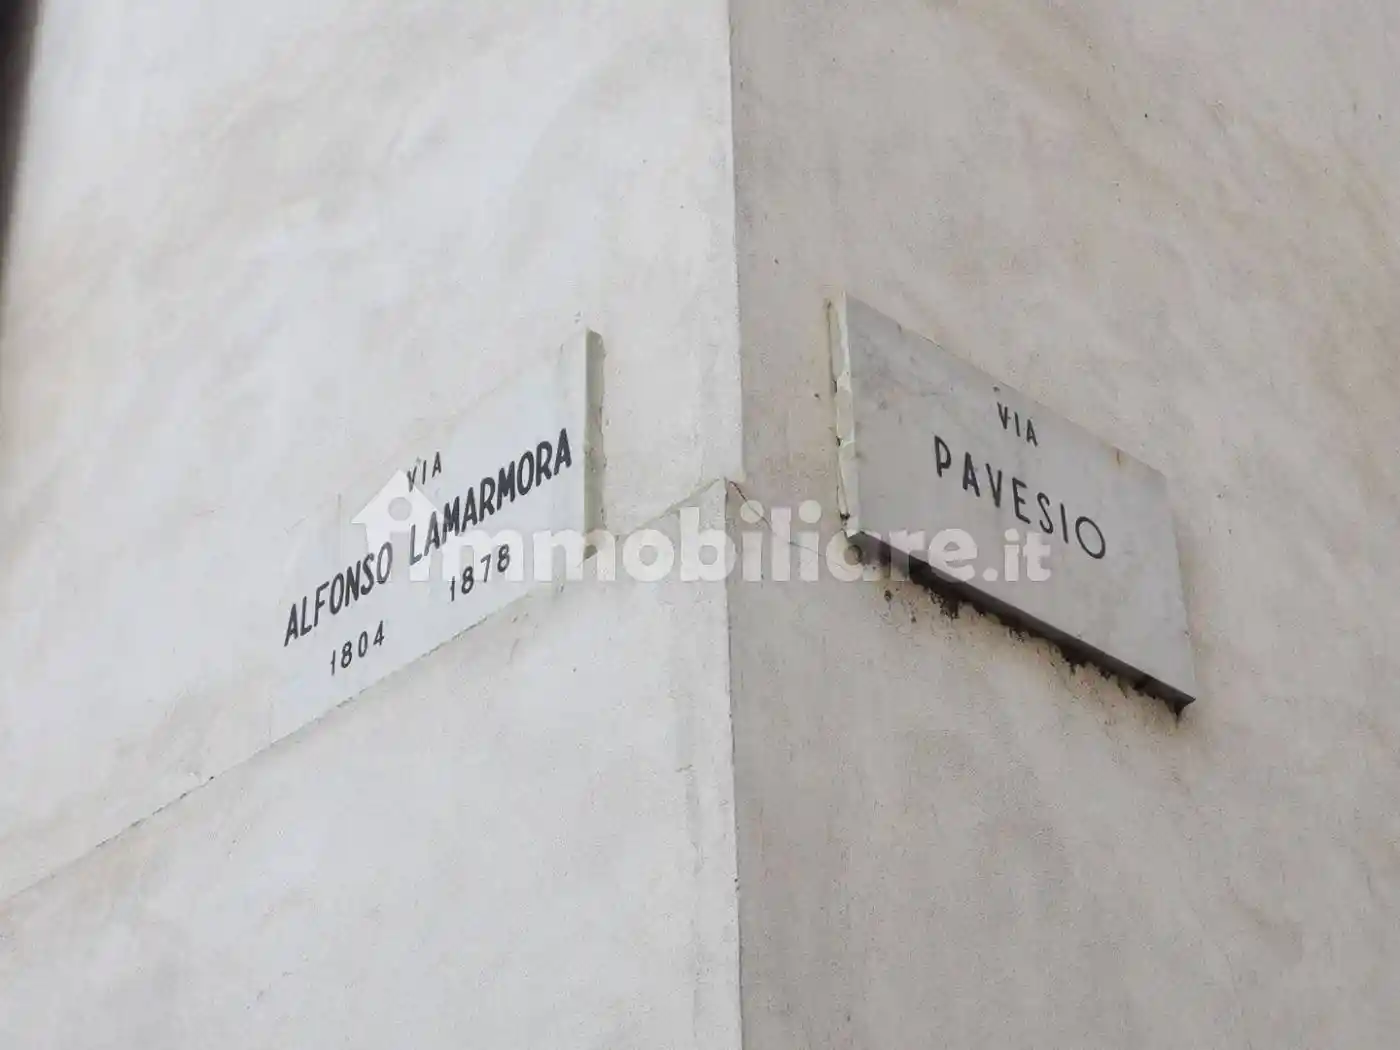 VIA
ALFONSO LAMARMORA
1804 1878
VIA
PAVESIO
immobiliare.it